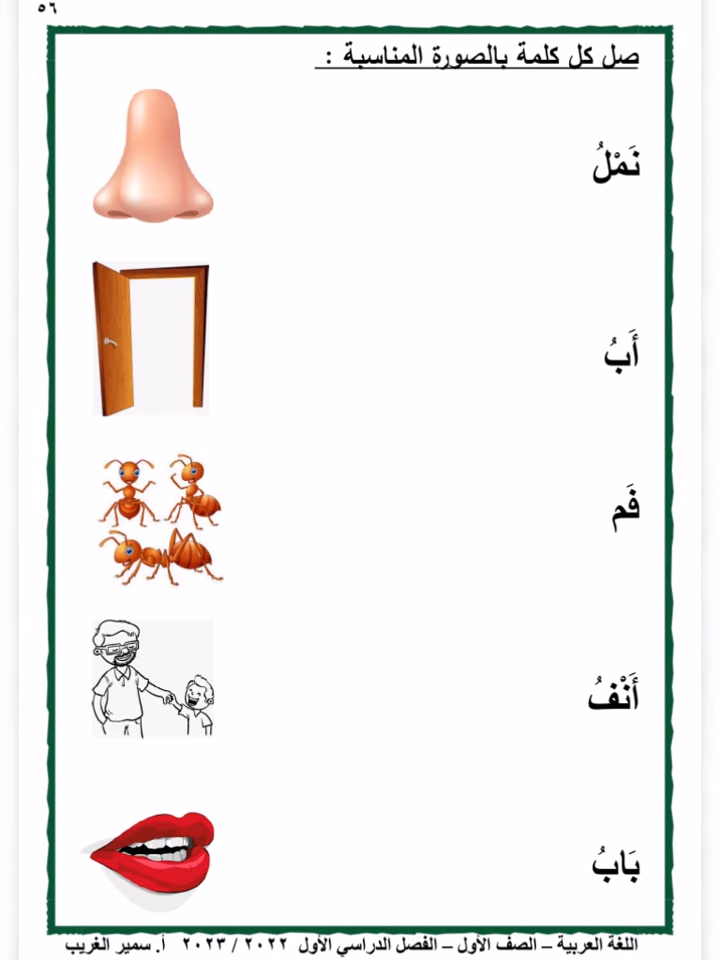 ٥٦
صل كل كلمة بالصورة المناسبة :
نَمْلُ
أَبُ
فَم
أَنْفُ
بَابُ
اللغة العربية – الصف الأول – الفصل الدراسي الأول ٢٠٢٢ / ٢٠٢٣ أ. سمير الغريب